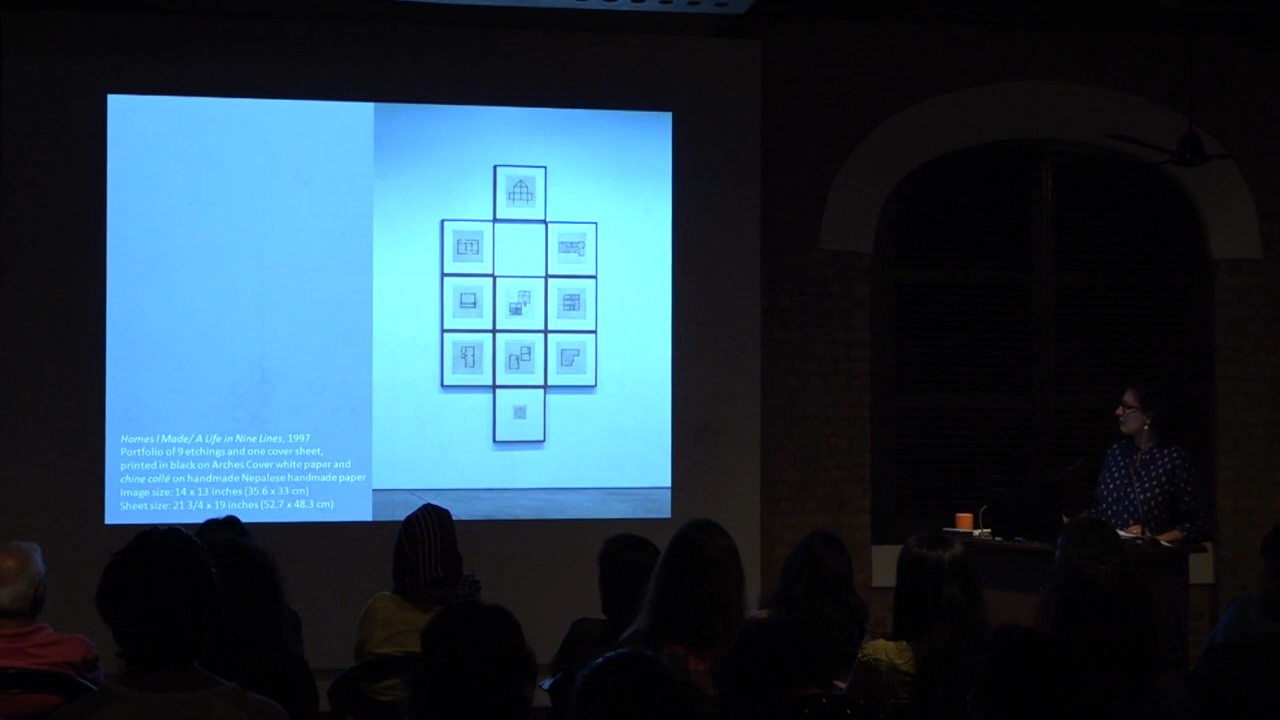 Homes I Made/ A Life in Nine Lines, 1997
Portfolio of 9 etchings and one cover sheet,
printed in black on Arches Cover white paper and
chine collé on handmade Nepalese handmade paper
Image size: 14 x 13 inches (35.6 x 33 cm)
Sheet size: 21 3/4 x 19 inches (52.7 x 48.3 cm)